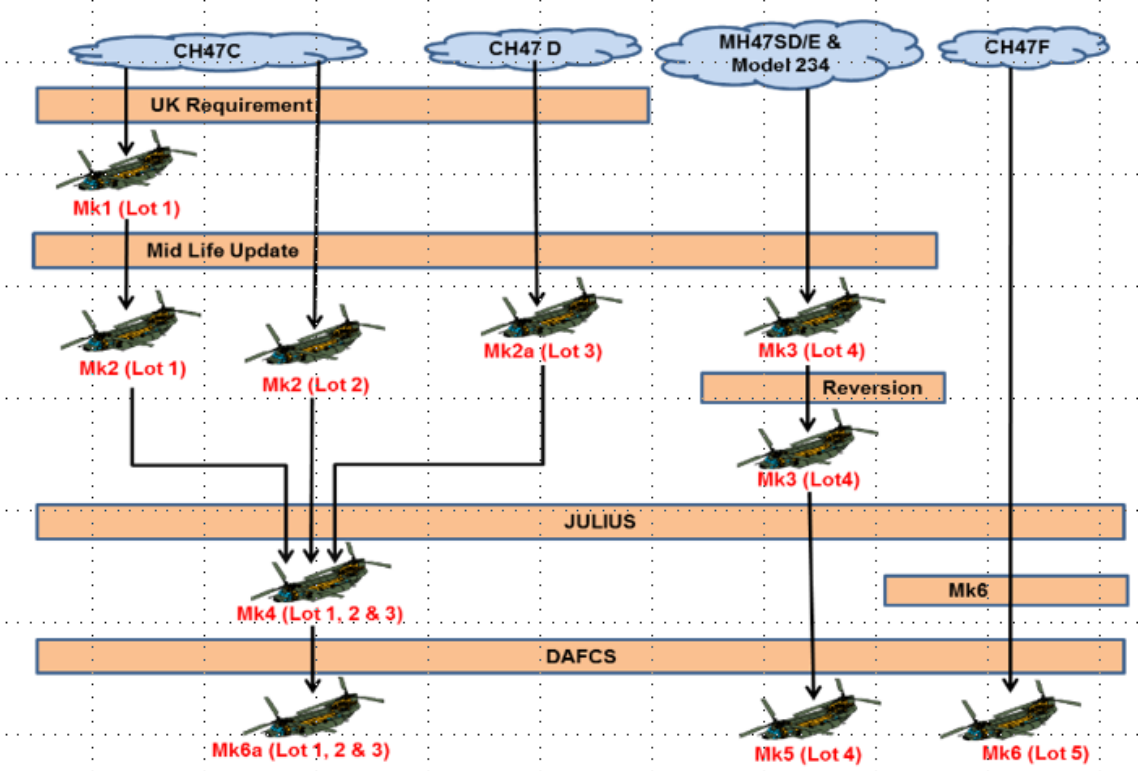 CH47C
CH47 D
MH47SD/E &
Model 234
CH47F
UK Requirement
Mk1 (Lot 1)
Mid Life Update
Mk2 (Lot 1)
Mk2 (Lot 2)
Mk2a (Lot 3)
Mk3 (Lot 4)
Reversion
Mk3 (Lot4)
JULIUS
Mk6
Mk4 (Lot 1, 2 & 3)
DAFCS
Mk6a (Lot 1, 2 & 3)
Mk5 (Lot 4)
Mk6 (Lot 5)